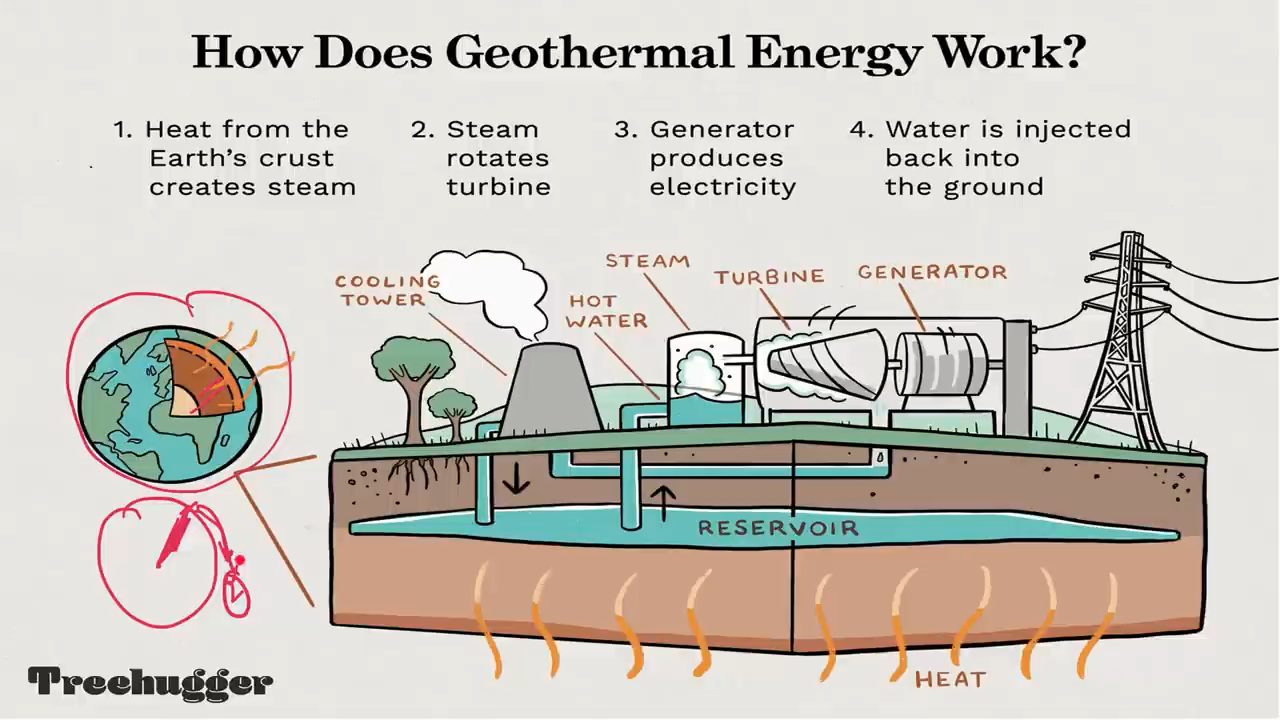 How Does Geothermal Energy Work?
1. Heat from the
Earth's crust
creates steam
2. Steam
rotates
turbine
3. Generator
produces
electricity
4. Water is injected
back into
the ground
COOLING
TOWER
HOT
WATER
STEAM
TURBINE
GENERATOR
RESERVOIR
HEAT
Treehugger